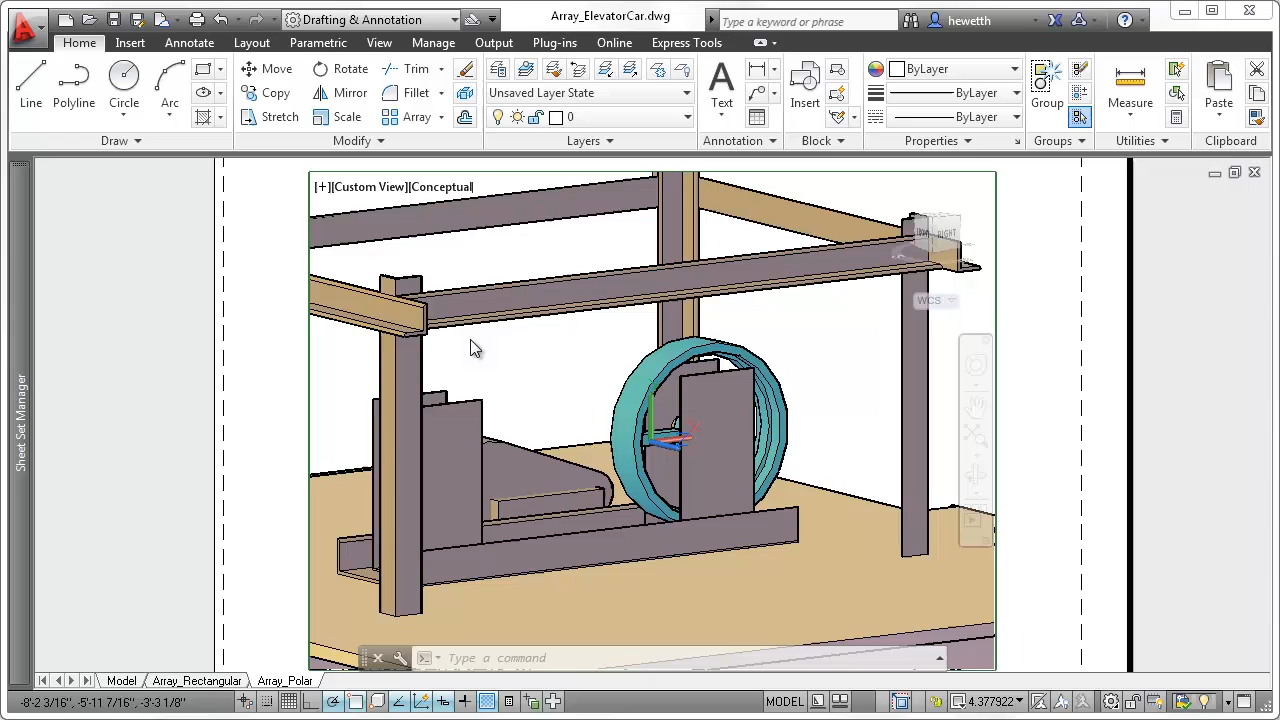 Drafting & Annotation
Array_ElevatorCar.dwg
Type a keyword or phrase
hewetth
Home Insert Annotate Layout Parametric View Manage Output Plug-ins Online Express Tools
Line
Polyline
Circle
Arc
Move
Rotate
Trim
Copy
Mirror
Fillet
Stretch
Scale
Array
Unsaved Layer State
0
Text
Insert
ByLayer
ByLayer
ByLayer
Group
Measure
Paste
Draw
Modify
Layers
Annotation
Block
Properties
Groups
Utilities
Clipboard
[+][Custom View][Conceptual]
RIGHT
WCS
Sheet Set Manager
Type a command
Model
Array_Rectangular
Array_Polar
-8'-2 3/16", -5'-11 7/16", -3'-3 1/8"
MODEL
4.377922